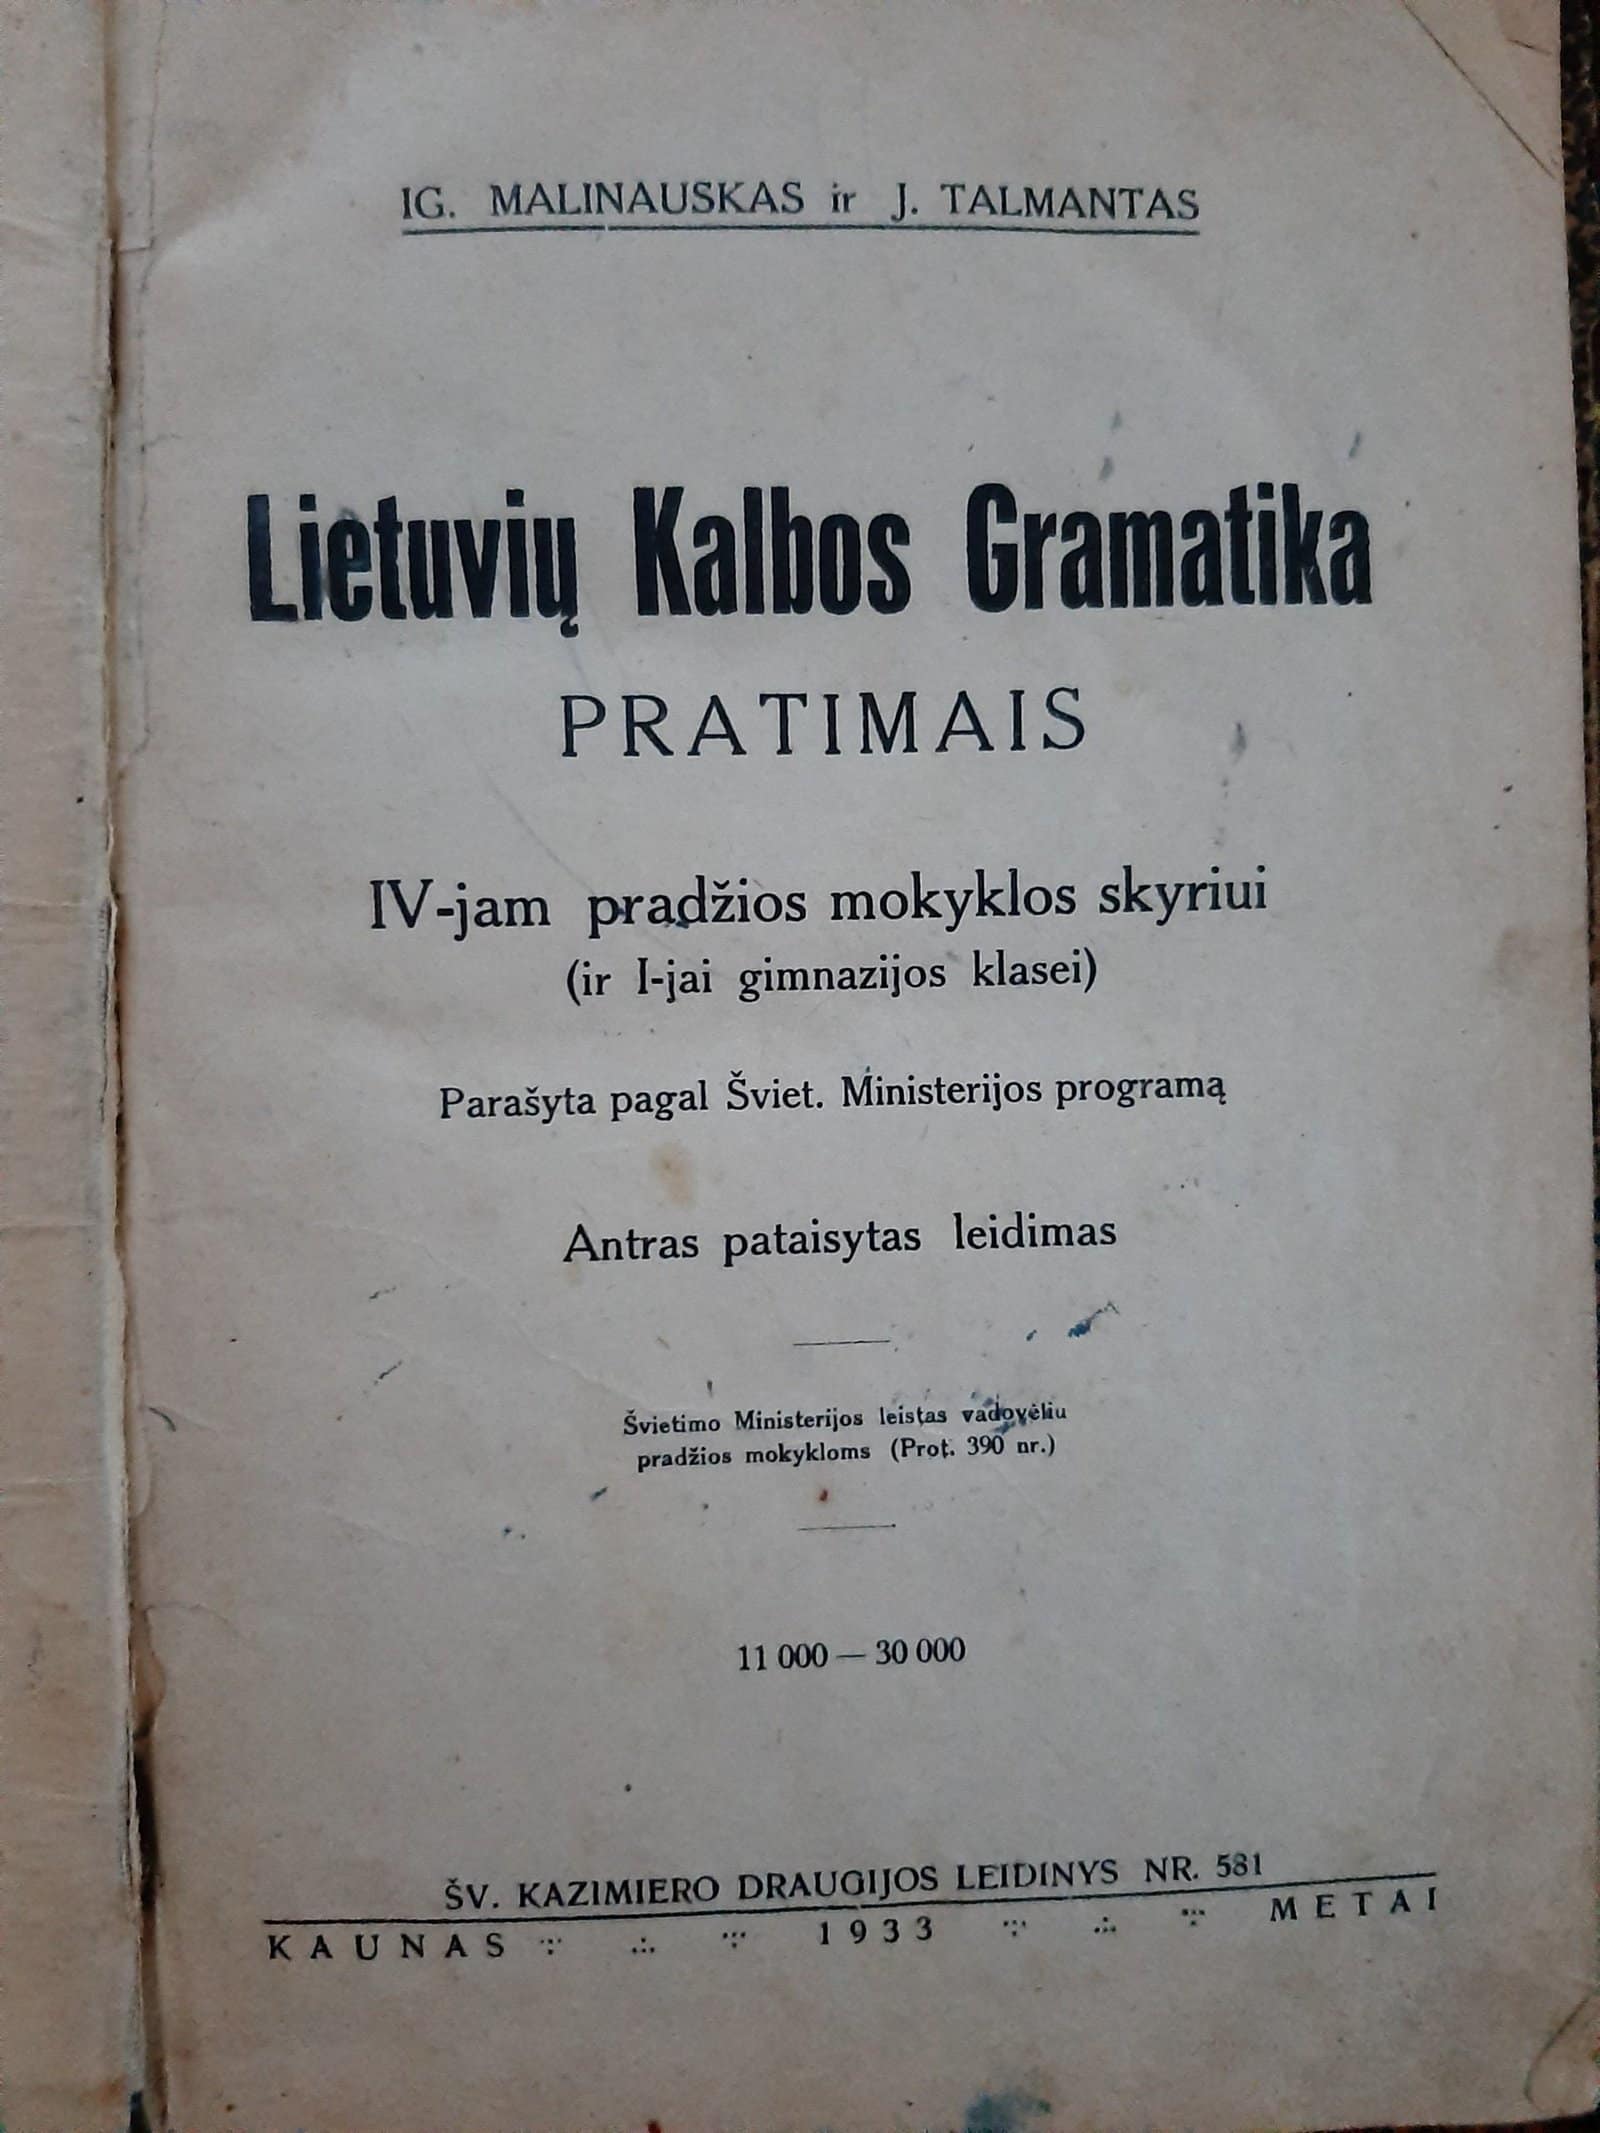 IG. MALINAUSKAS ir J. TALMANTAS
Lietuvių Kalbos Gramatika
PRATIMAIS
IV-jam pradžios mokyklos skyriui
(ir I-jai gimnazijos klasei)
Parašyta pagal Šviet. Ministerijos programą
Antras pataisytas leidimas
Švietimo Ministerijos leistas vadovėliu
pradžios mokykloms (Prot. 390 nr.)
11 000 — 30 000
ŠV. KAZIMIERO DRAUGIJOS LEIDINYS NR. 581
KAUNAS 1933 METAI